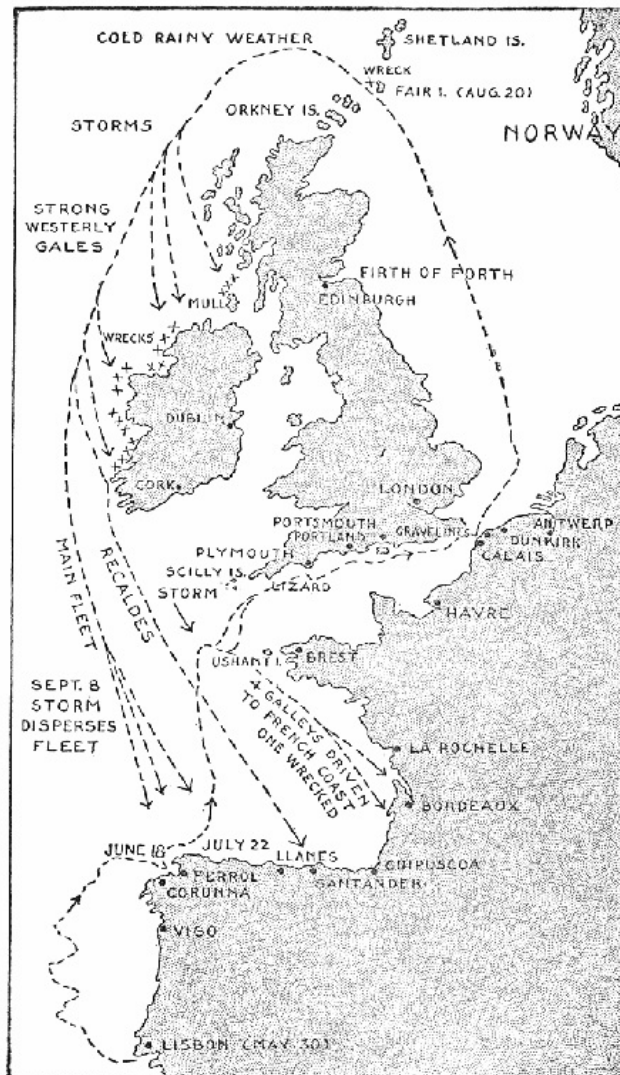 COLD RAINY WEATHER
SHETLAND IS.
WRECK
FAIR I. (AUG. 20)
ORKNEY IS.
NORWAY
STORMS
STRONG
WESTERLY
GALES
FIRTH OF FORTH
EDINBURGH
MULL
WRECKS
DUBLIN
CORK
LONDON
PORTSMOUTH
PORTLAND
GRAVELINES
ANTWERP
DUNKIRK
CALAIS
PLYMOUTH
SCILLY IS.
STORM
LIZARD
HAVRE
MAIN FLEET
RECALDES
USHANT I.
BREST
SEPT. 8
STORM
DISPERSES
FLEET
GALLEYS DRIVEN
TO FRENCH COAST
ONE WRECKED
LA ROCHELLE
BORDEAUX
JUNE 18
JULY 22
LLANES
GUIPUSCOA
FERROL
SANTANDER
CORUNNA
VIGO
LISBON (MAY 30)